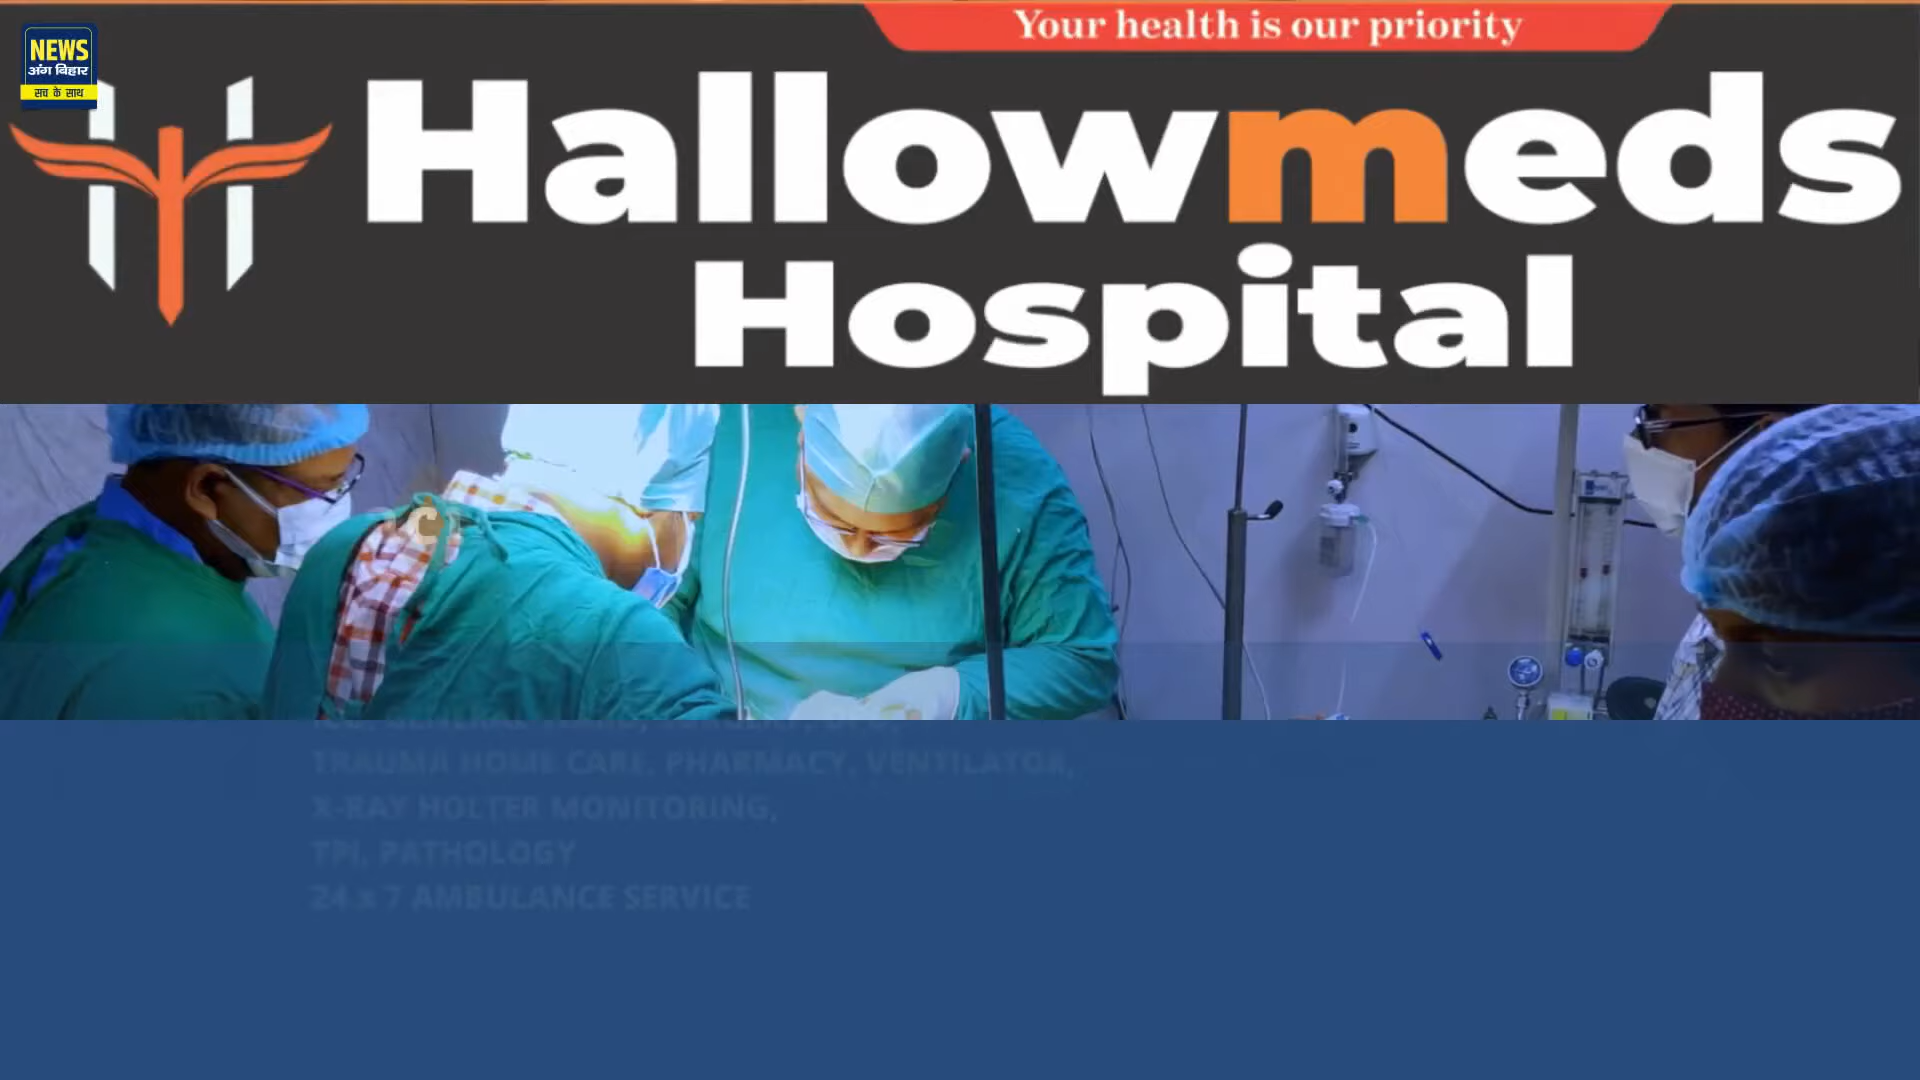 Your health is our priority
NEWS
अंग बिहार
सच के साथ
Hallowmeds
Hospital
TRAUMA HOME CARE, PHARMACY, VENTILATOR,
X-RAY HOLTER MONITORING,
TPI, PATHOLOGY
24 x 7 AMBULANCE SERVICE